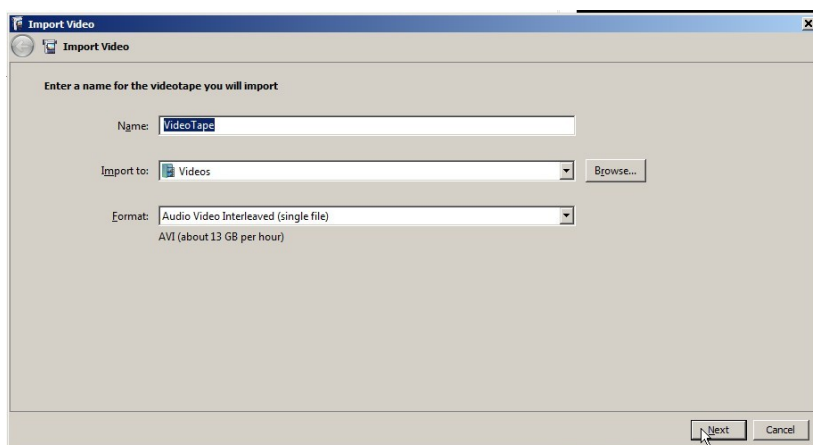 Import Video
Import Video
Enter a name for the videotape you will import
Name: VideoTape
Import to: Videos Browse...
Format: Audio Video Interleaved (single file)
AVI (about 13 GB per hour)
Next Cancel